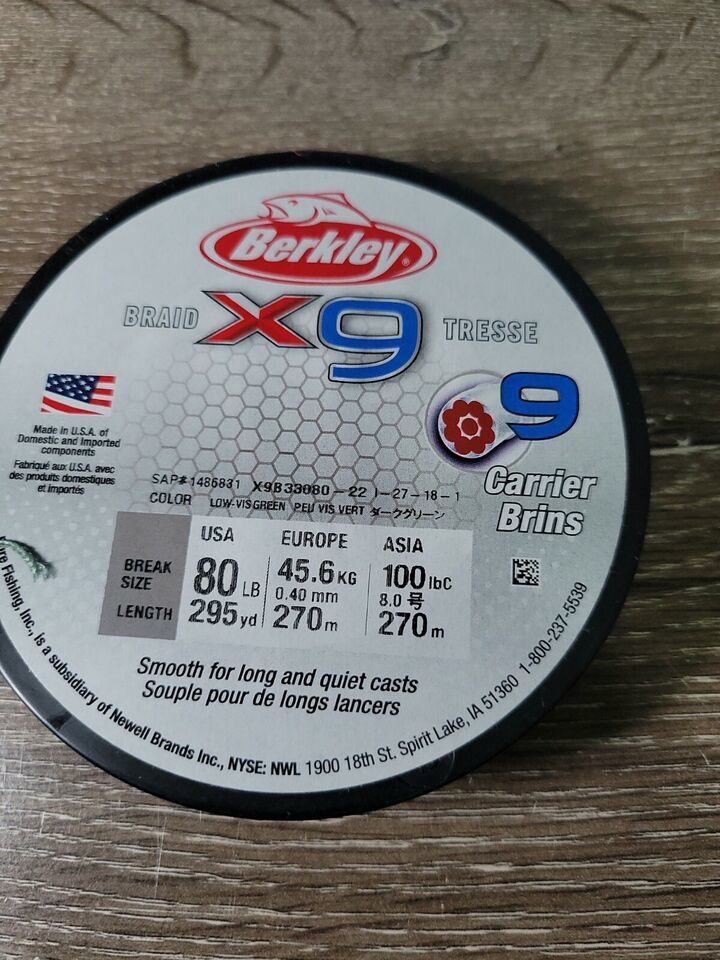 Berkley®
BRAID X9 TRESSE
9
Carrier
Brins
Made in U.S.A. of
Domestic and Imported
components
Fabriqué aux U.S.A. avec
des produits domestiques
et importés
SAP# 1486831 X9B33080-22 1-27-18-1
COLOR LOW-VIS GREEN PEU VIS VERT ダークグリーン
USA EUROPE ASIA
BREAK SIZE 80 LB 45.6 KG 0.40 mm 100 lbC 8.0 号
LENGTH 295 yd 270 m 270 m
Smooth for long and quiet casts
Souple pour de longs lancers
Fishing, Inc., is a subsidiary of Newell Brands Inc., NYSE: NWL 1900 18th St. Spirit Lake, IA 51360 1-800-237-5539